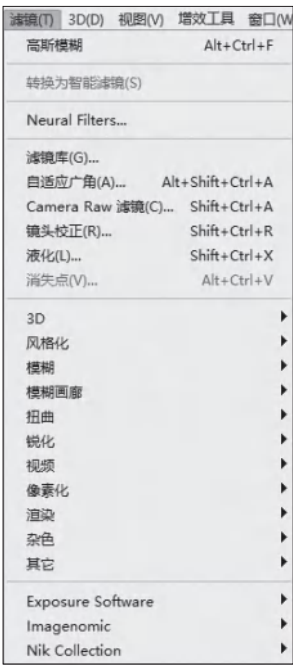 滤镜(T) 3D(D) 视图(V) 增效工具 窗口(W
高斯模糊 Alt+Ctrl+F
转换为智能滤镜(S)
Neural Filters...
滤镜库(G)...
自适应广角(A)... Alt+Shift+Ctrl+A
Camera Raw 滤镜(C)... Shift+Ctrl+A
镜头校正(R)... Shift+Ctrl+R
液化(L)... Shift+Ctrl+X
消失点(V)... Alt+Ctrl+V
3D
风格化
模糊
模糊画廊
扭曲
锐化
视频
像素化
渲染
杂色
其它
Exposure Software
Imagenomic
Nik Collection